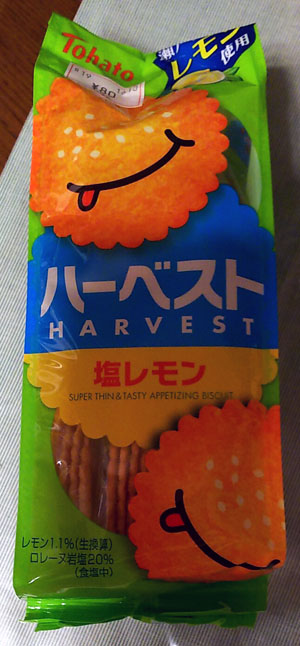 Tohato
¥80
瀬戸
レモン
使用
ハーベスト
HARVEST
塩レモン
SUPER THIN & TASTY APPETIZING BISCUIT
レモン1.1%(生換算)
ロレーヌ岩塩20%
(食塩中)